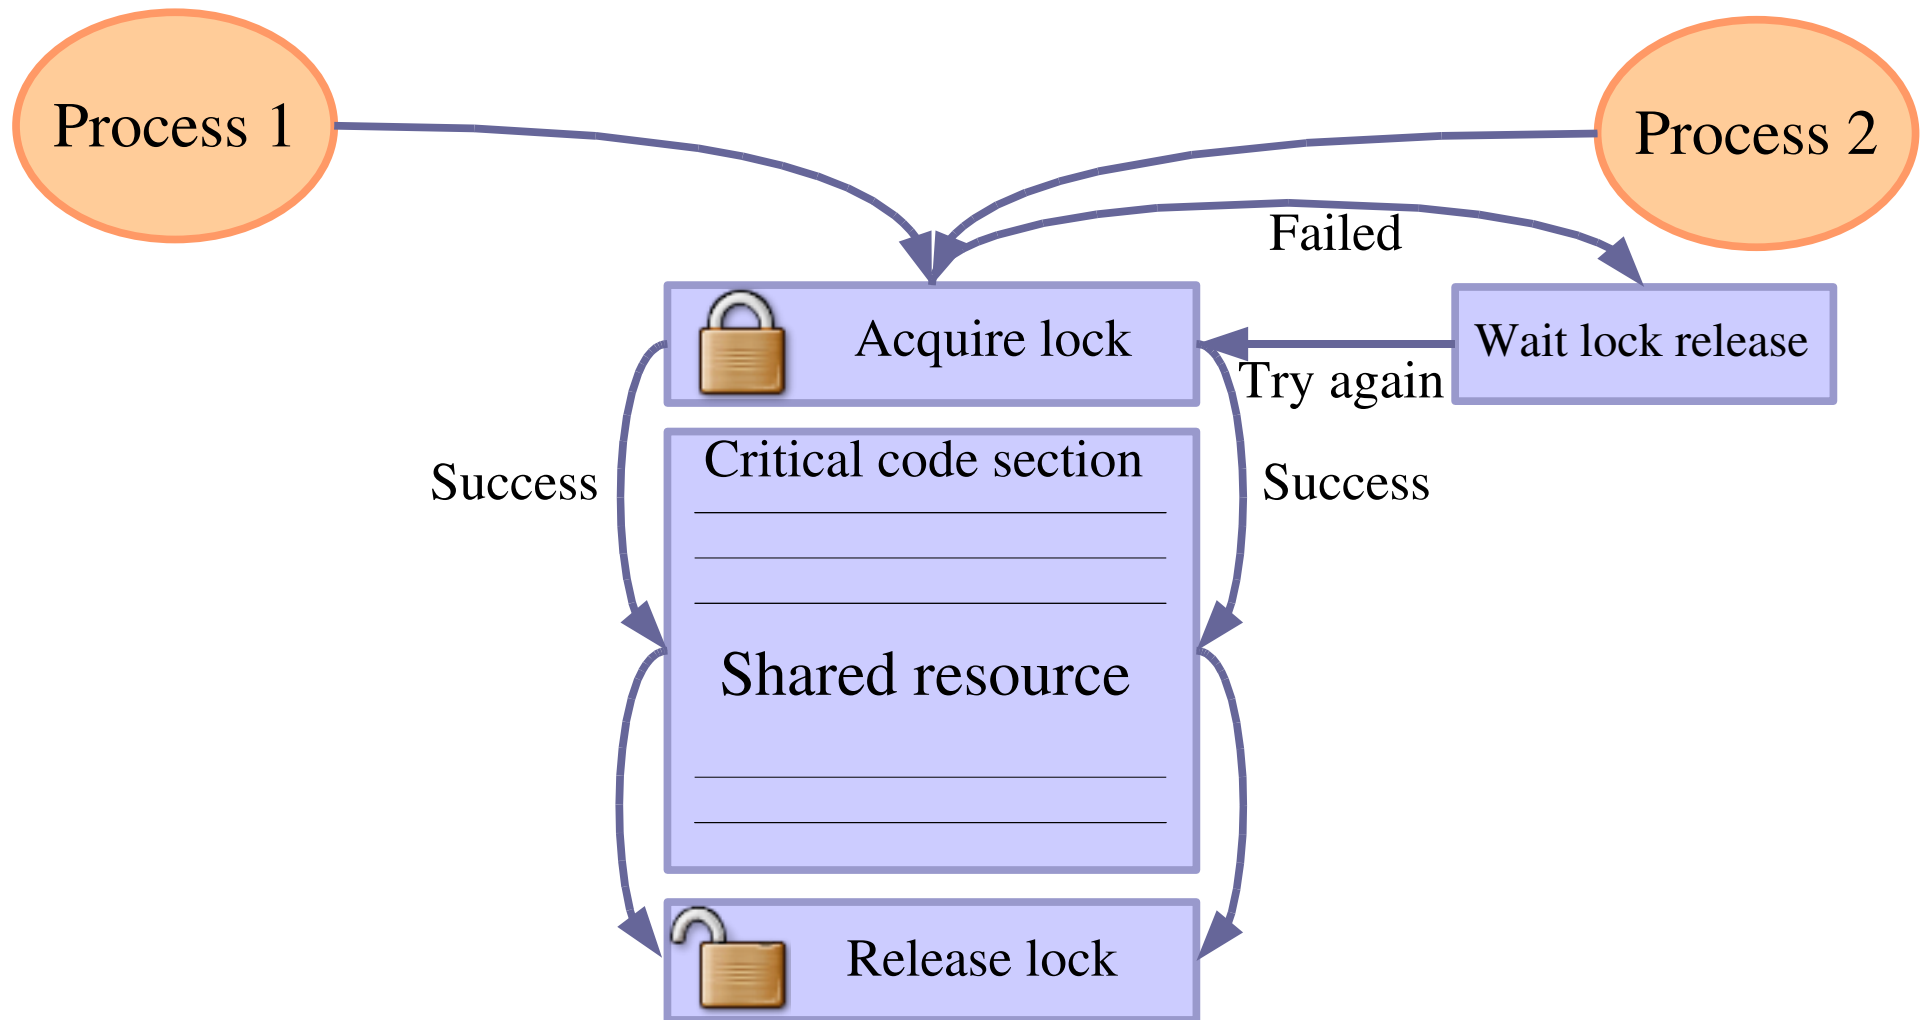 Process 1
Process 2
Failed
Acquire lock
Wait lock release
Try again
Critical code section
Success
Success
Shared resource
Release lock